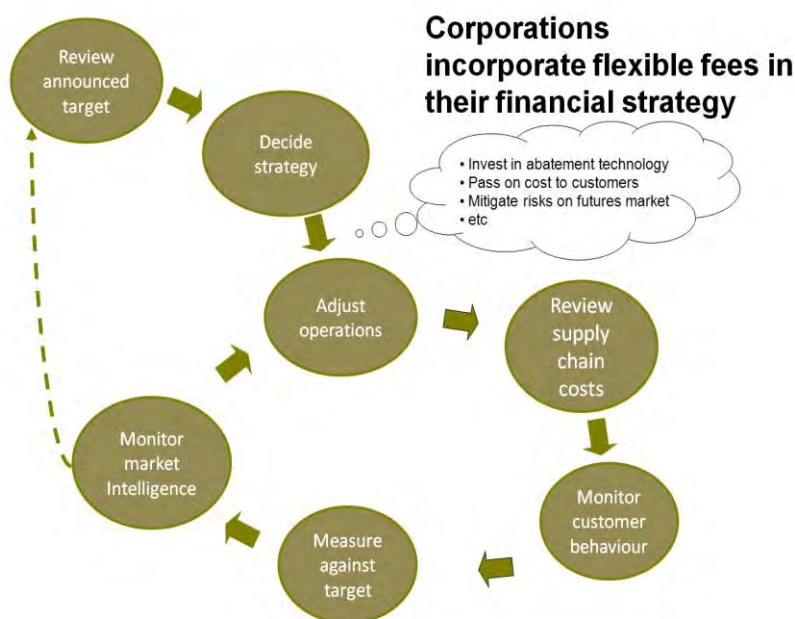 Corporations
incorporate flexible fees in
their financial strategy
Review
announced
target
Decide
strategy
• Invest in abatement technology
• Pass on cost to customers
• Mitigate risks on futures market
• etc
Adjust
operations
Review
supply
chain
costs
Monitor
customer
behaviour
Measure
against
target
Monitor
market
Intelligence